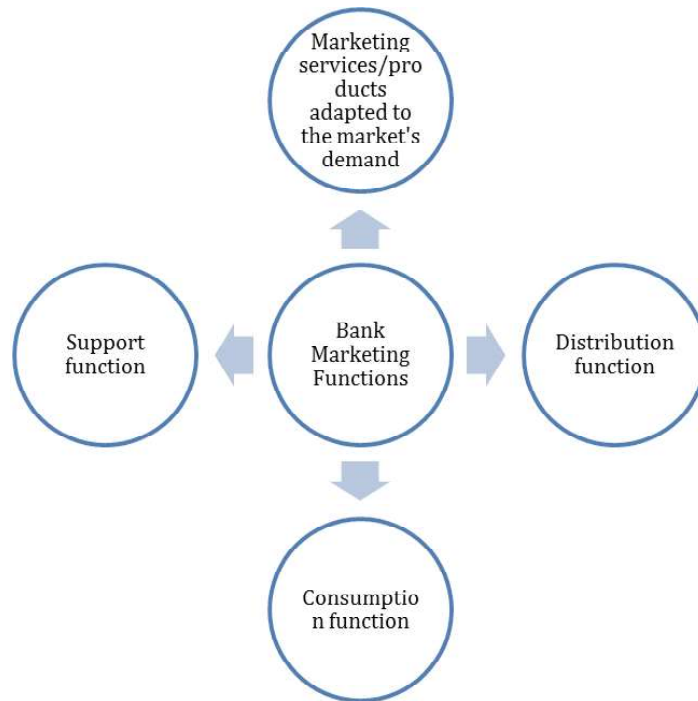 Marketing
services/pro
ducts
adapted to
the market's
demand
Support
function
Bank
Marketing
Functions
Distribution
function
Consumptio
n function